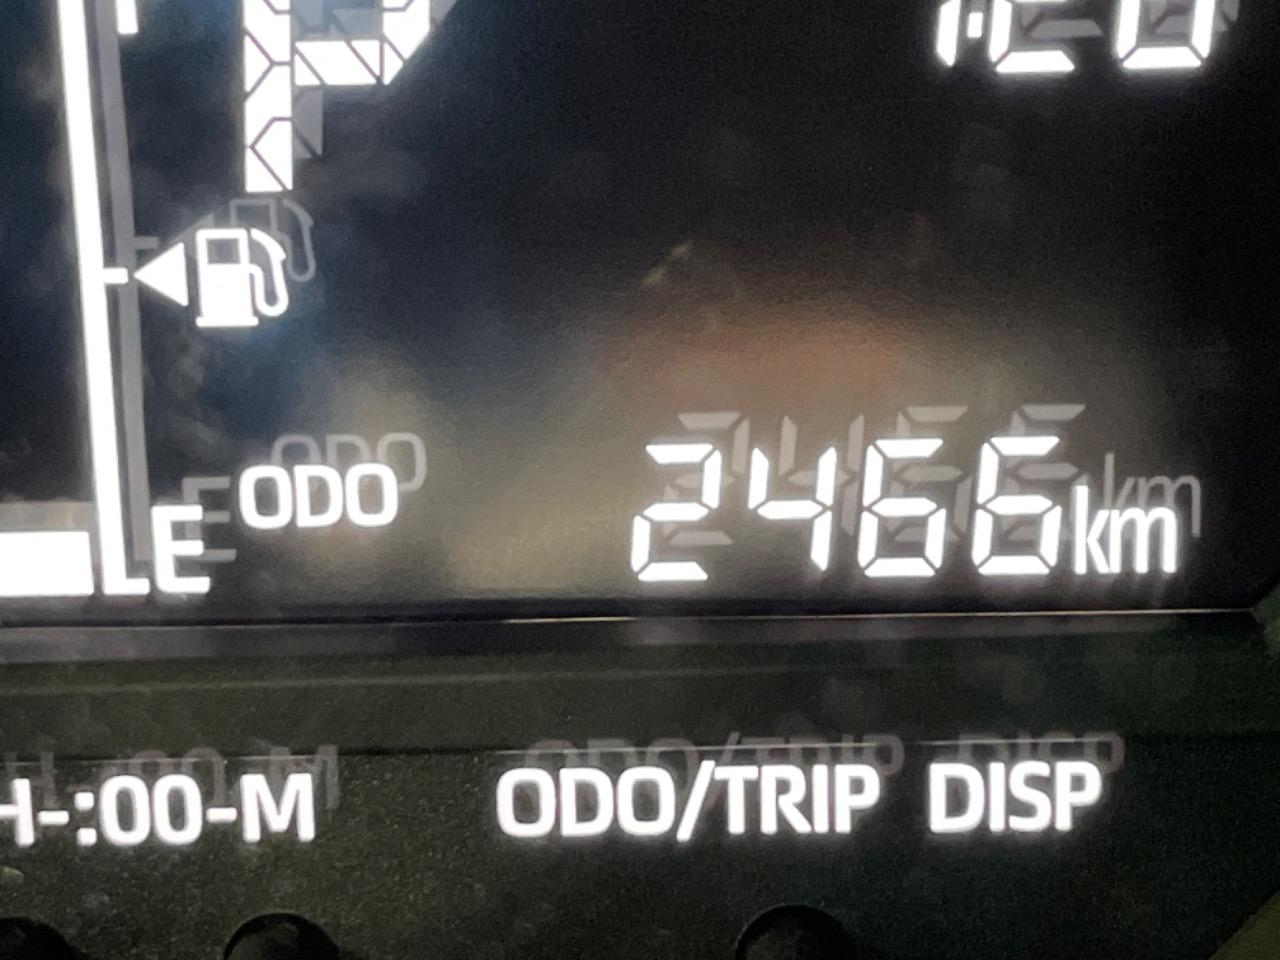 P
E ODO 2466km
H-:00-M ODO/TRIP DISP